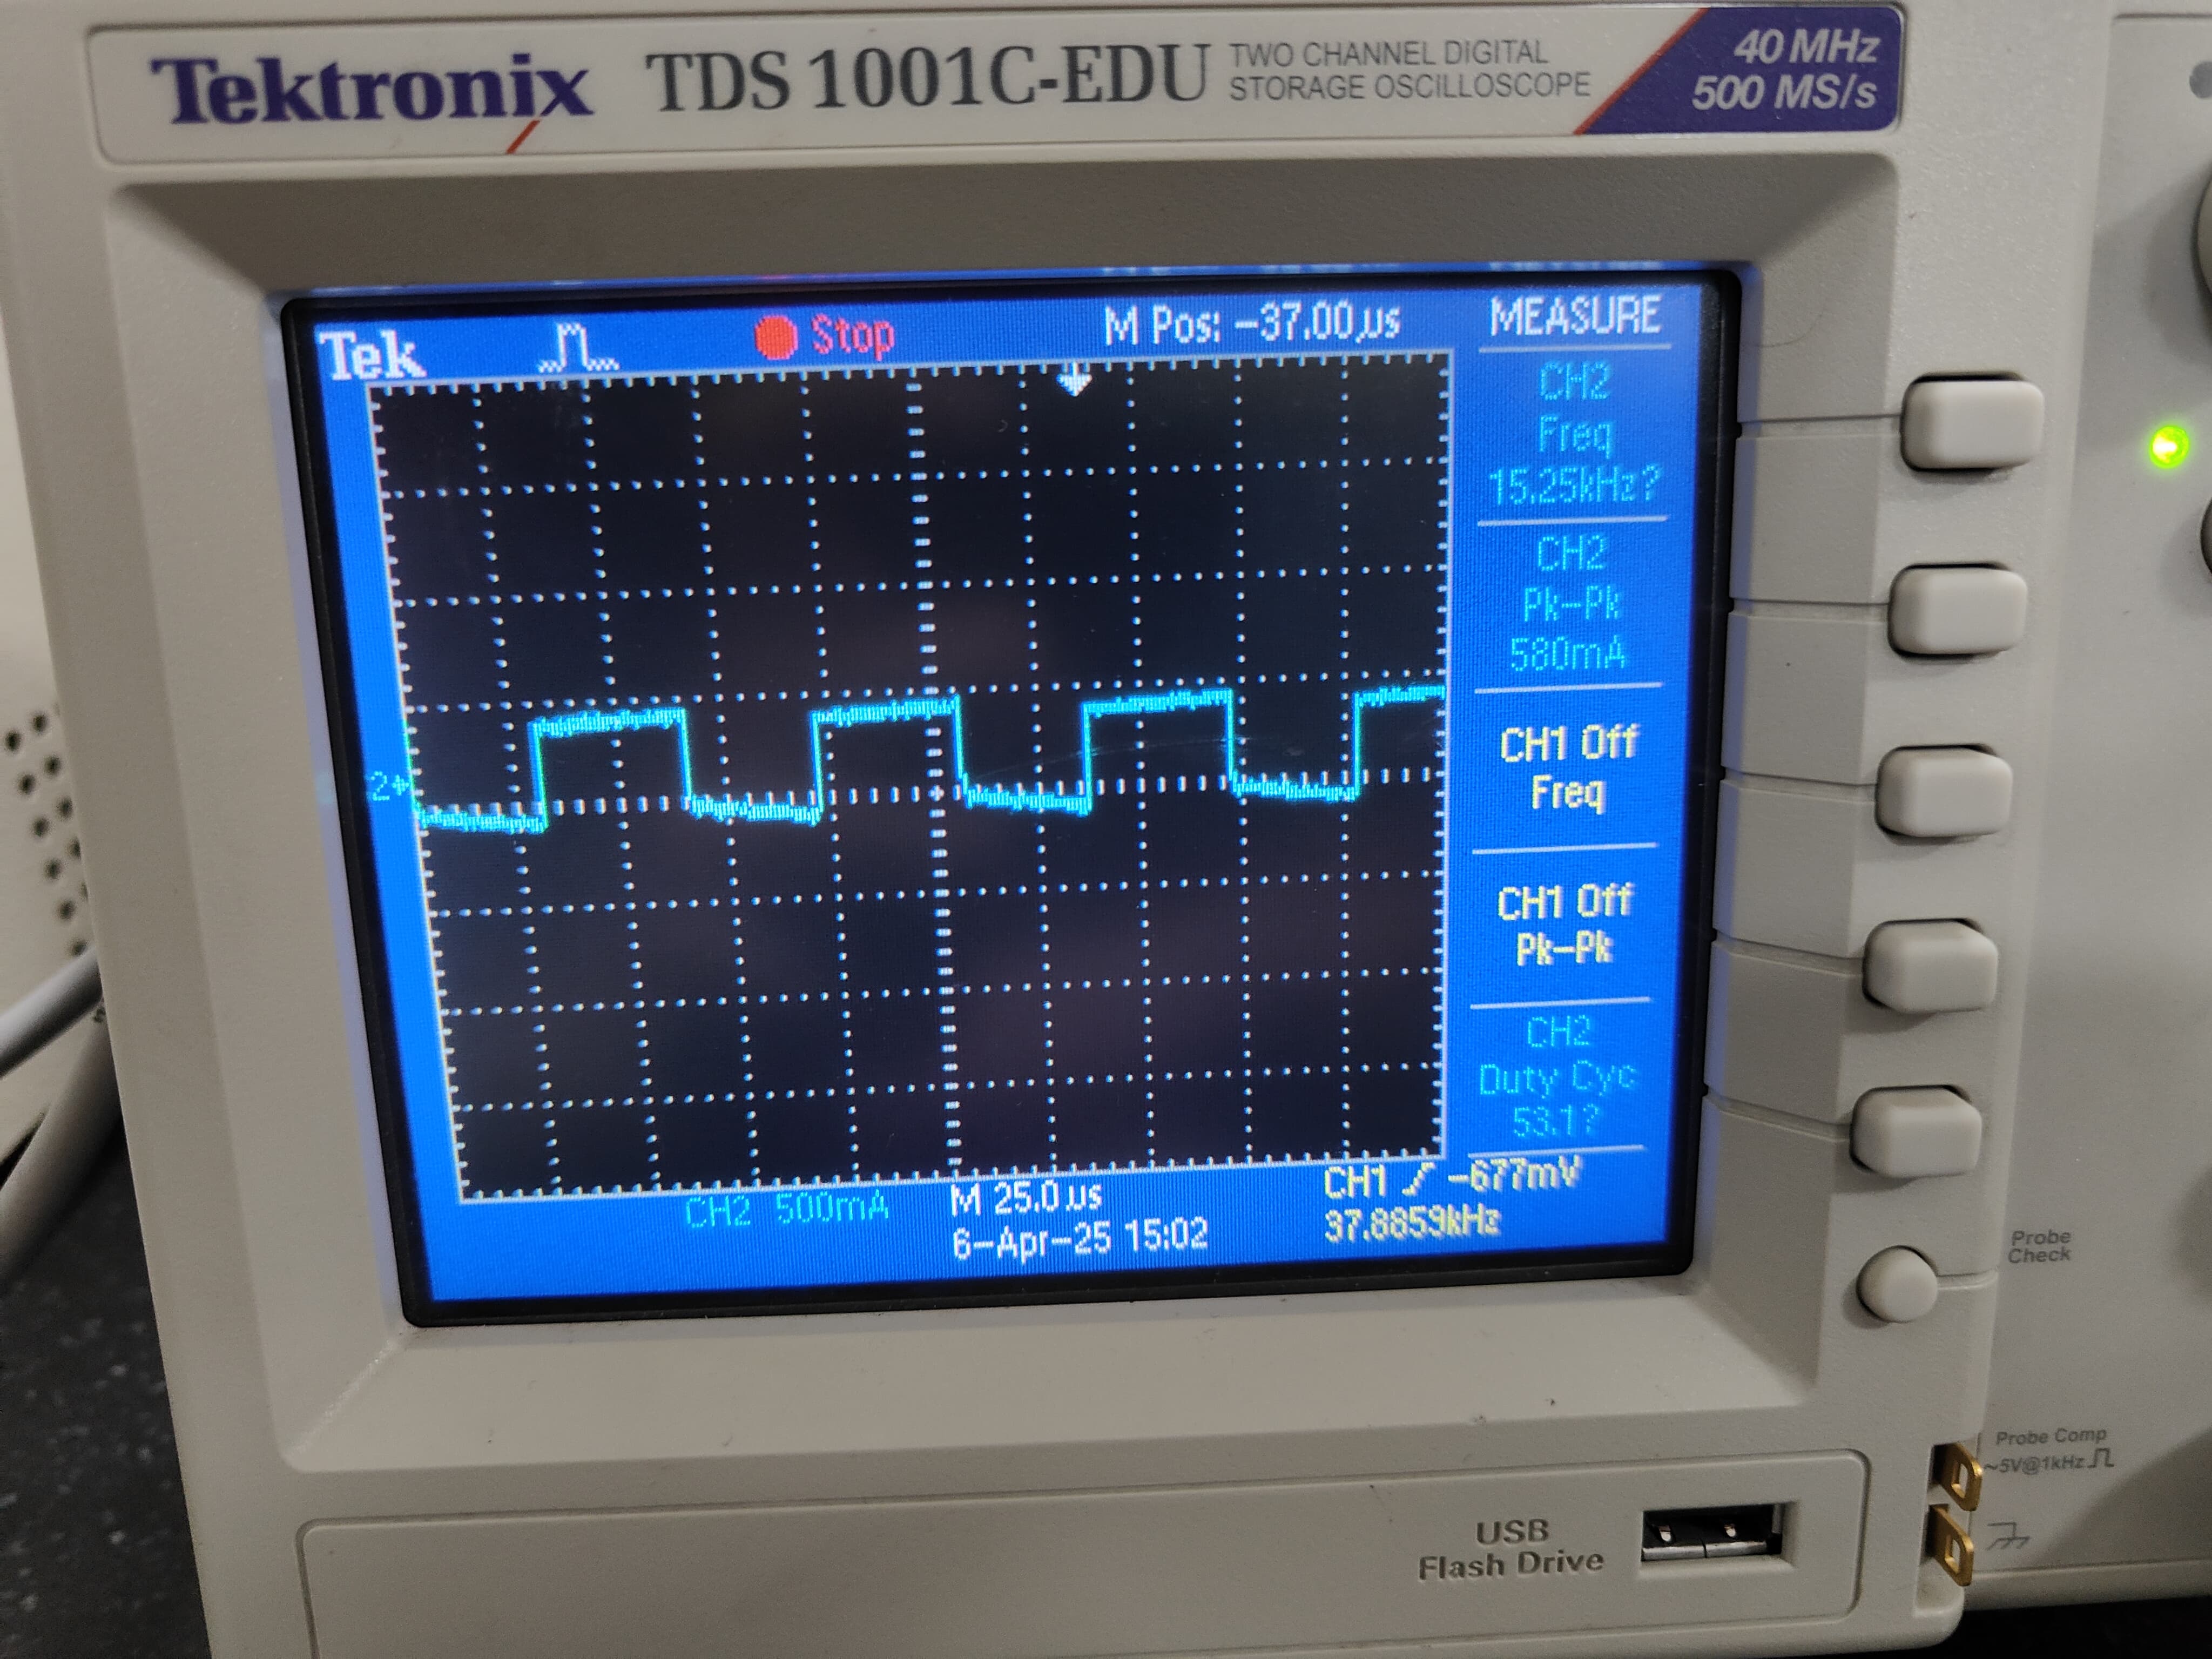 Tektronix TDS 1001C-EDU TWO CHANNEL DIGITAL
STORAGE OSCILLOSCOPE
40 MHz
500 MS/s
Tek Stop M Pos: -37.00µs MEASURE
CH2
Freq
15.25kHz?
CH2
Pk-Pk
580mA
CH1 Off
Freq
CH1 Off
Pk-Pk
CH2
Duty Cyc
53.1?
2
CH2 500mA M 25.0µs CH1 -677mV
6-Apr-25 15:02 37.8859kHz
Probe
Check
Probe Comp
~5V@1kHz
USB
Flash Drive